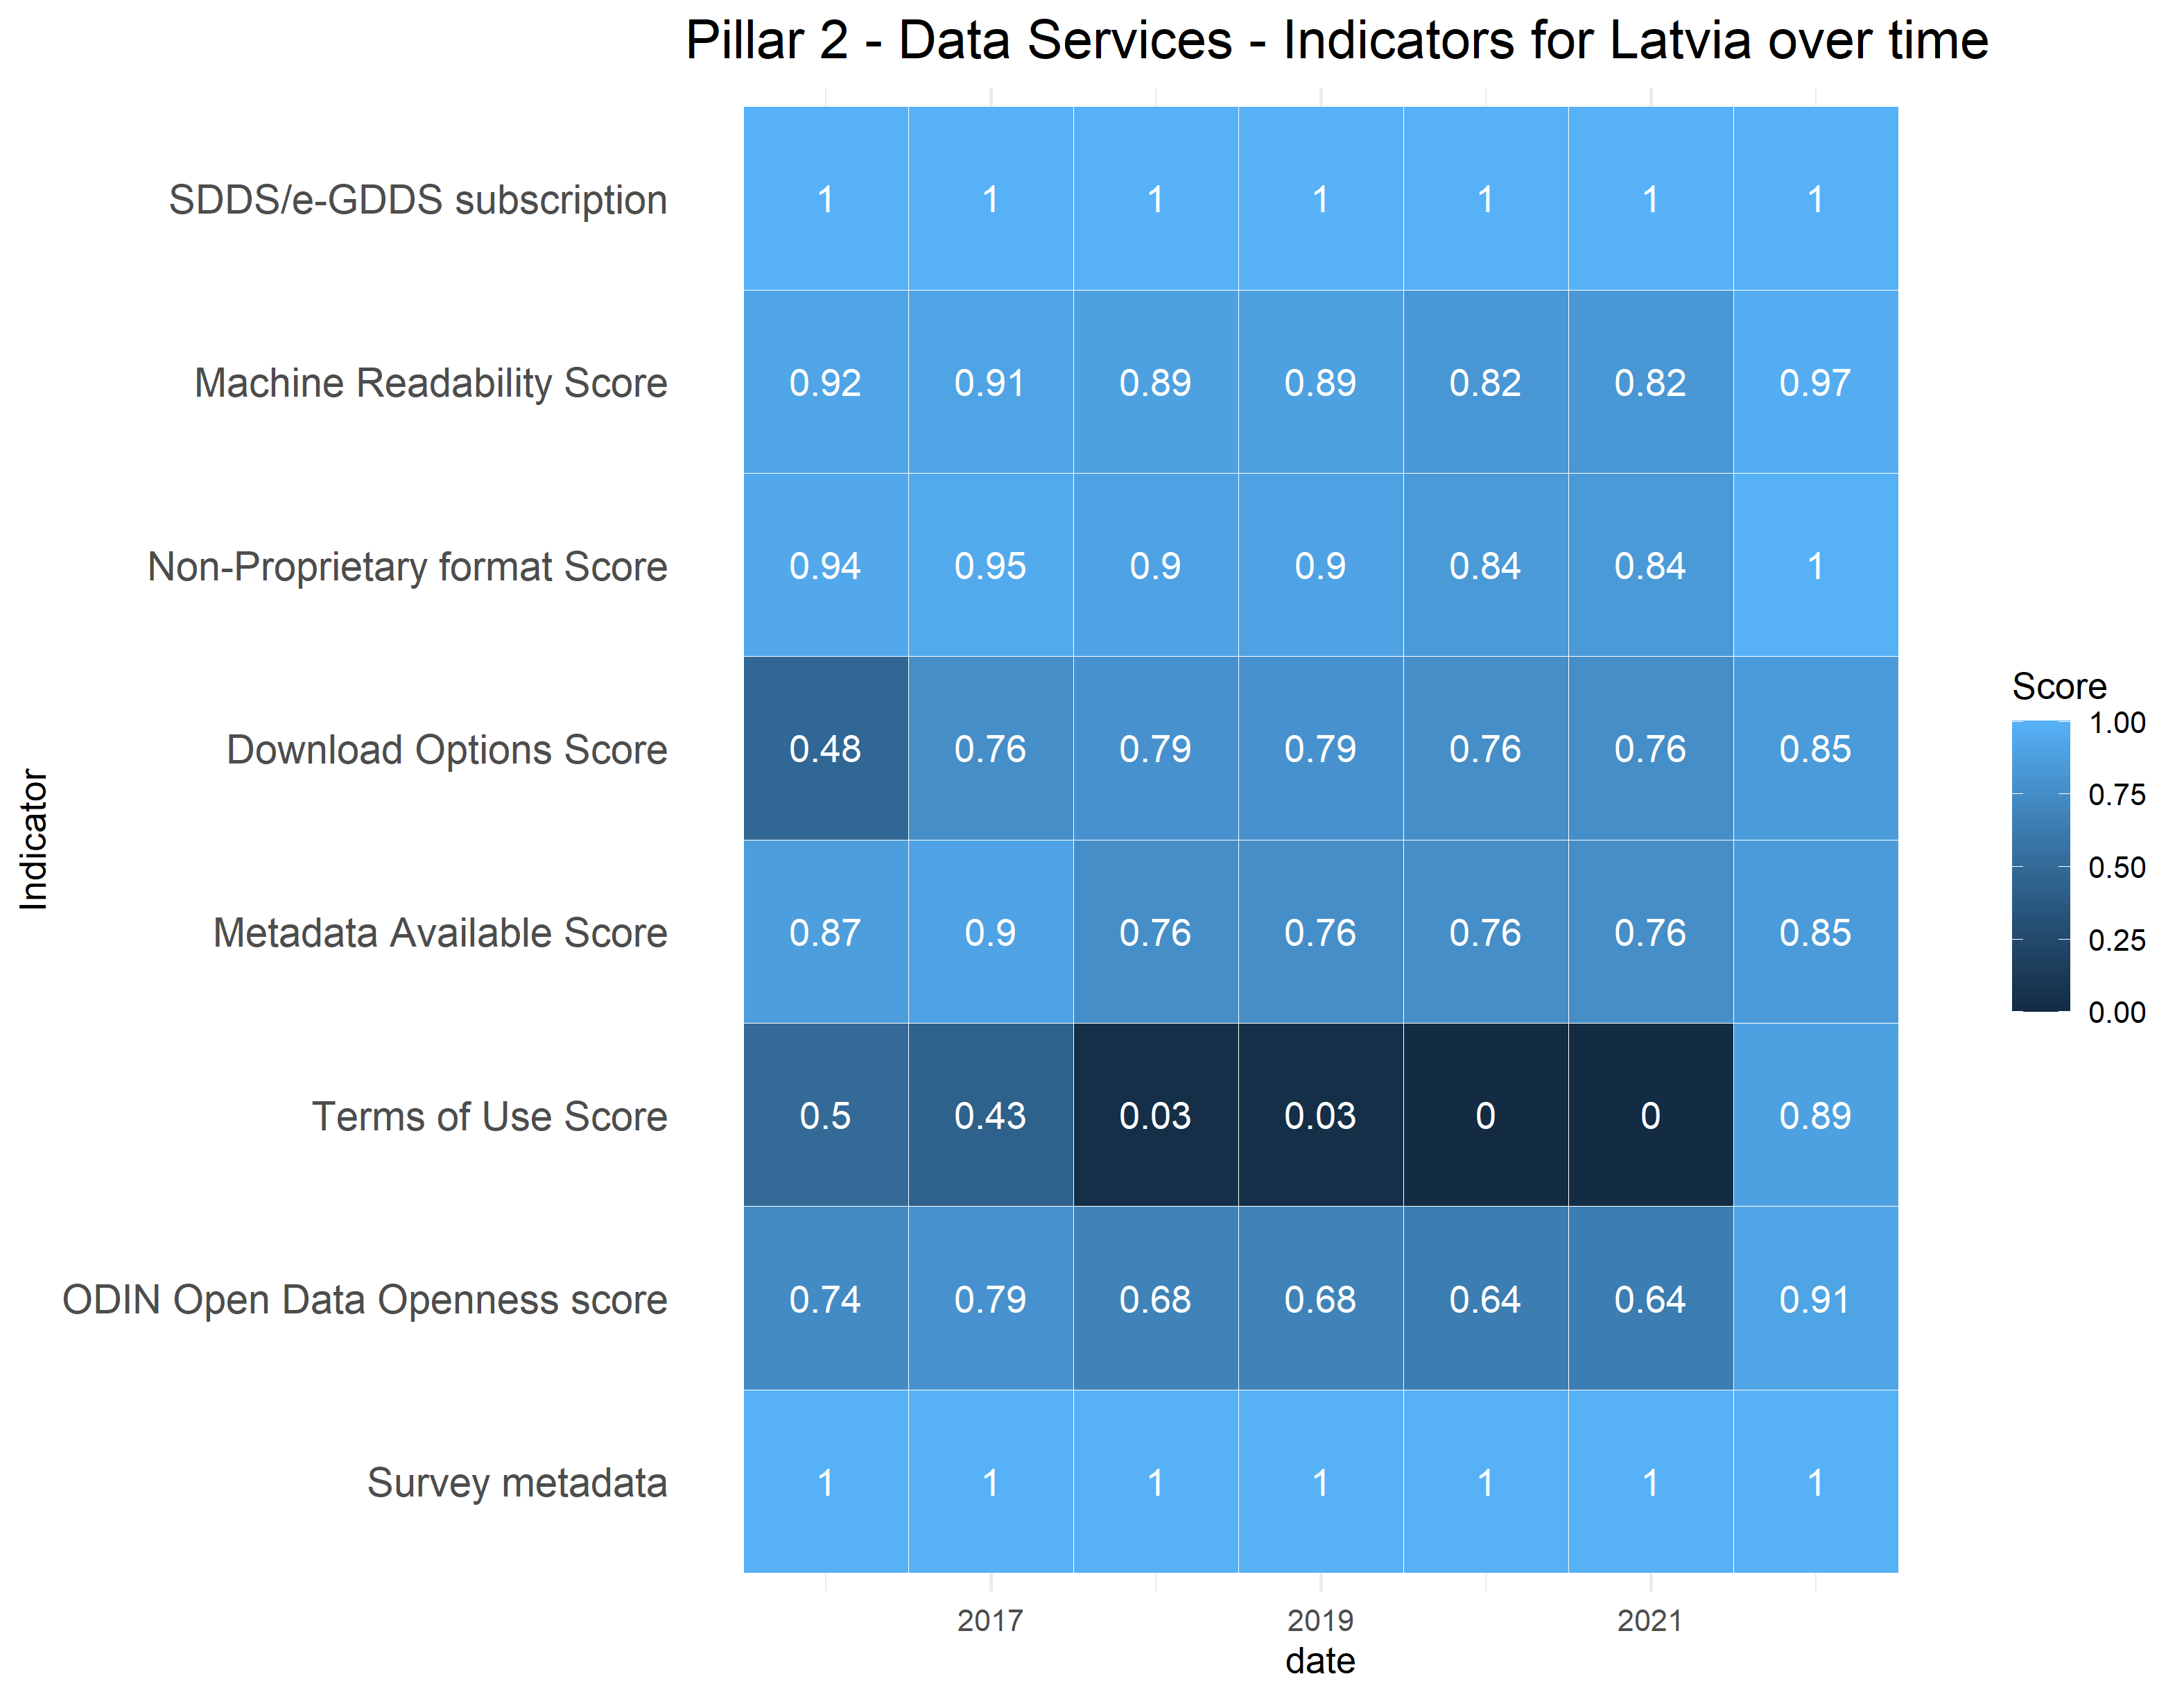 Pillar 2 - Data Services - Indicators for Latvia over time
Indicator
SDDS/e-GDDS subscription 1 1 1 1 1 1 1
Machine Readability Score 0.92 0.91 0.89 0.89 0.82 0.82 0.97
Non-Proprietary format Score 0.94 0.95 0.9 0.9 0.84 0.84 1
Download Options Score 0.48 0.76 0.79 0.79 0.76 0.76 0.85
Metadata Available Score 0.87 0.9 0.76 0.76 0.76 0.76 0.85
Terms of Use Score 0.5 0.43 0.03 0.03 0 0 0.89
ODIN Open Data Openness score 0.74 0.79 0.68 0.68 0.64 0.64 0.91
Survey metadata 1 1 1 1 1 1 1
2017 2019 2021
date
Score
1.00
0.75
0.50
0.25
0.00